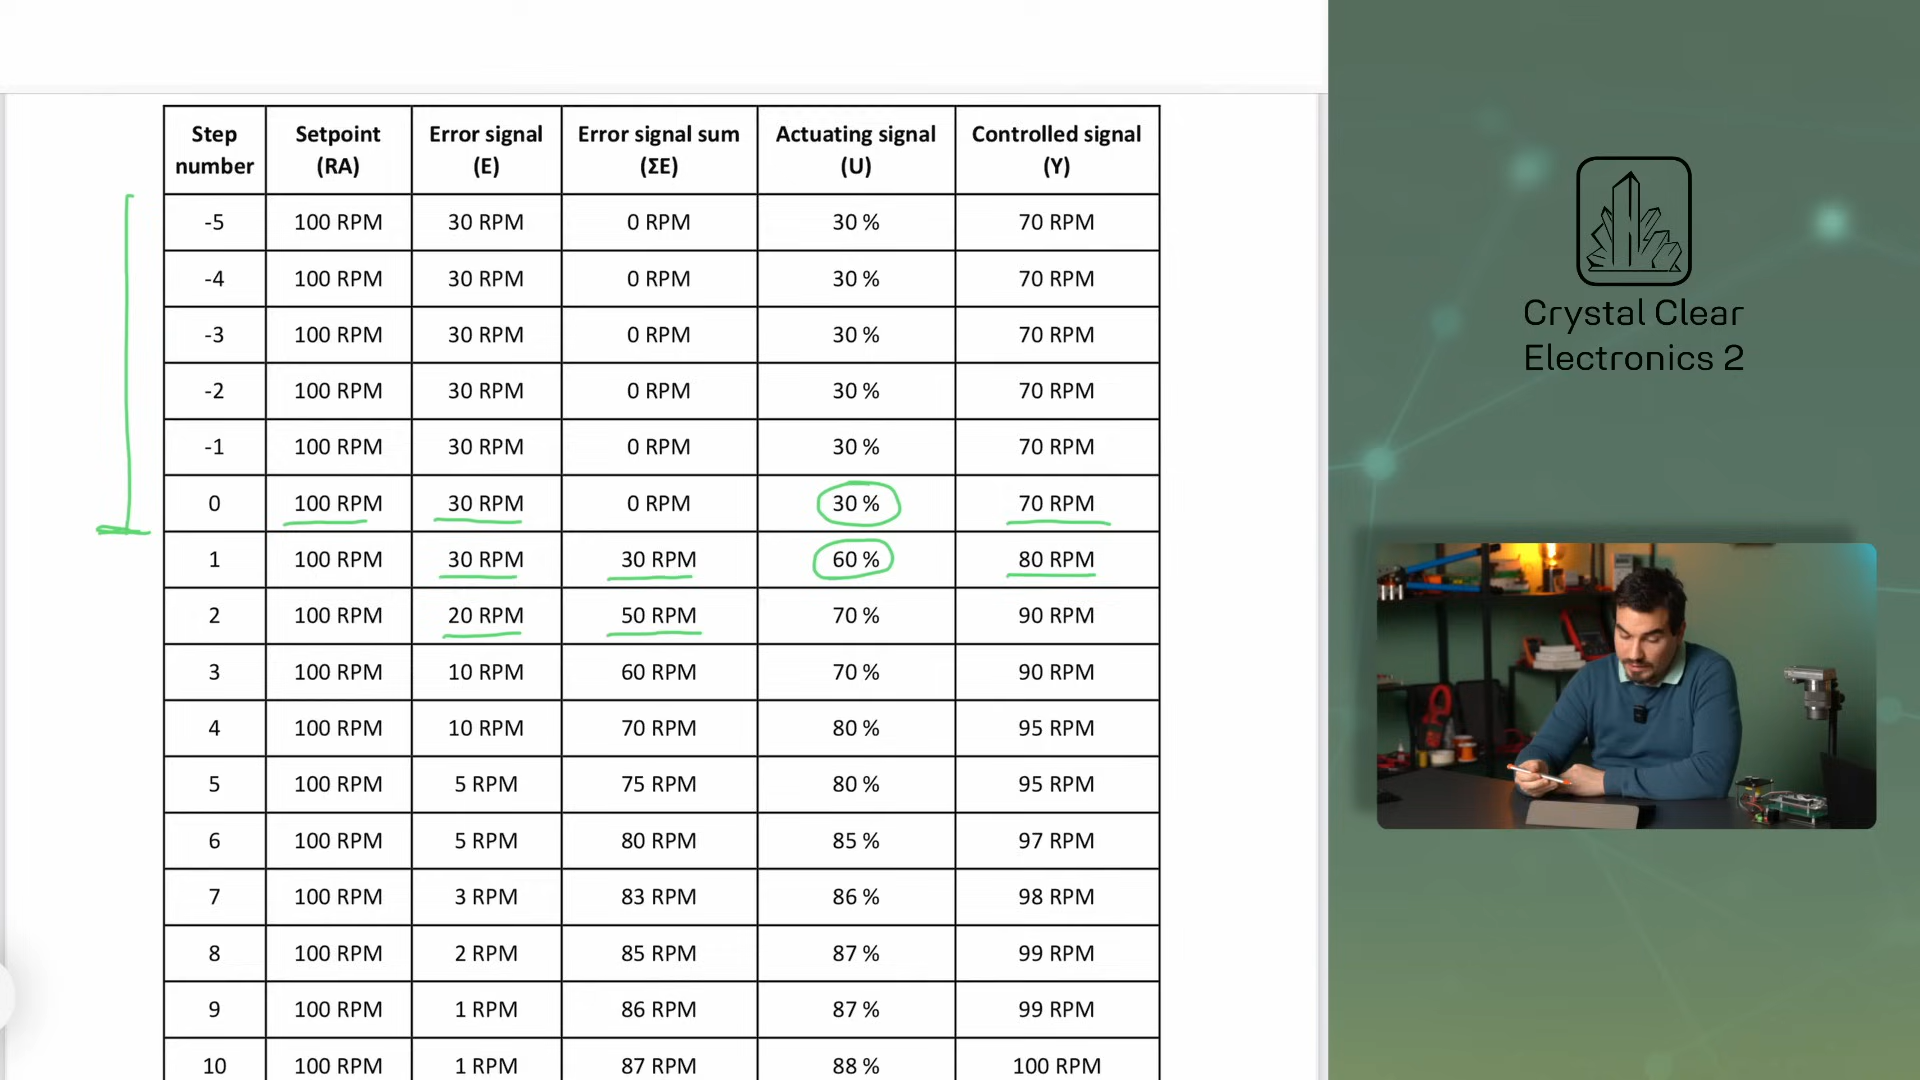 Step number | Setpoint (RA) | Error signal (E) | Error signal sum (ΣE) | Actuating signal (U) | Controlled signal (Y)
-5 | 100 RPM | 30 RPM | 0 RPM | 30 % | 70 RPM
-4 | 100 RPM | 30 RPM | 0 RPM | 30 % | 70 RPM
-3 | 100 RPM | 30 RPM | 0 RPM | 30 % | 70 RPM
-2 | 100 RPM | 30 RPM | 0 RPM | 30 % | 70 RPM
-1 | 100 RPM | 30 RPM | 0 RPM | 30 % | 70 RPM
0 | 100 RPM | 30 RPM | 0 RPM | 30 % | 70 RPM
1 | 100 RPM | 30 RPM | 30 RPM | 60 % | 80 RPM
2 | 100 RPM | 20 RPM | 50 RPM | 70 % | 90 RPM
3 | 100 RPM | 10 RPM | 60 RPM | 70 % | 90 RPM
4 | 100 RPM | 10 RPM | 70 RPM | 80 % | 95 RPM
5 | 100 RPM | 5 RPM | 75 RPM | 80 % | 95 RPM
6 | 100 RPM | 5 RPM | 80 RPM | 85 % | 97 RPM
7 | 100 RPM | 3 RPM | 83 RPM | 86 % | 98 RPM
8 | 100 RPM | 2 RPM | 85 RPM | 87 % | 99 RPM
9 | 100 RPM | 1 RPM | 86 RPM | 87 % | 99 RPM
10 | 100 RPM | 1 RPM | 87 RPM | 88 % | 100 RPM
Crystal Clear
Electronics 2